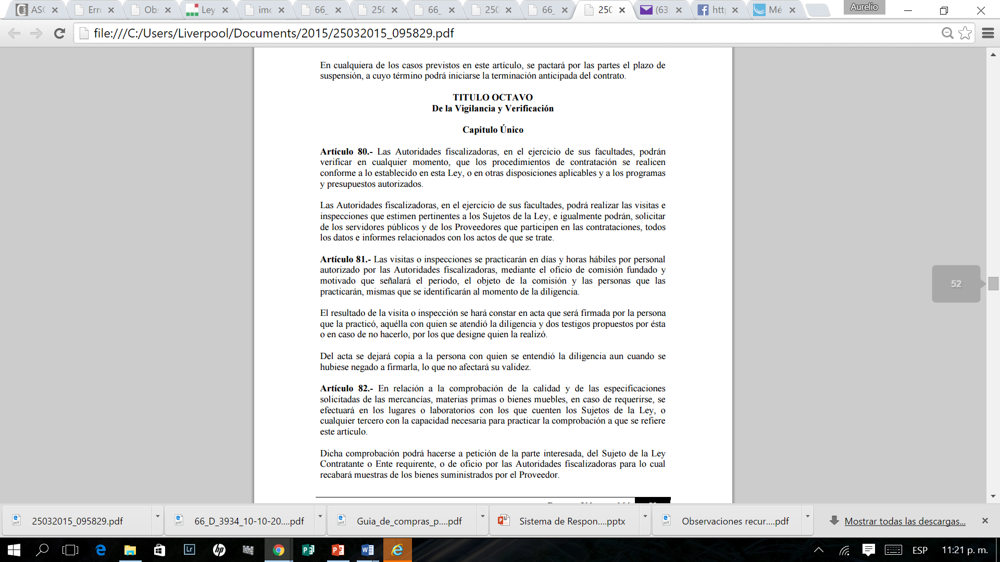 ASC
Erro
Obs
Ley
imc
66_
250
66_
250
66_
250
(63
htt
Mé
Aurelio
file:///C:/Users/Liverpool/Documents/2015/25032015_095829.pdf
En cualquiera de los casos previstos en este artículo, se pactará por las partes el plazo de
suspensión, a cuyo término podrá iniciarse la terminación anticipada del contrato.
TITULO OCTAVO
De la Vigilancia y Verificación
Capitulo Único
Artículo 80.- Las Autoridades fiscalizadoras, en el ejercicio de sus facultades, podrán
verificar en cualquier momento, que los procedimientos de contratación se realicen
conforme a lo establecido en esta Ley, o en otras disposiciones aplicables y a los programas
y presupuestos autorizados.
Las Autoridades fiscalizadoras, en el ejercicio de sus facultades, podrá realizar las visitas e
inspecciones que estimen pertinentes a los Sujetos de la Ley, e igualmente podrán, solicitar
de los servidores públicos y de los Proveedores que participen en las contrataciones, todos
los datos e informes relacionados con los actos de que se trate.
Artículo 81.- Las visitas o inspecciones se practicarán en días y horas hábiles por personal
autorizado por las Autoridades fiscalizadoras, mediante el oficio de comisión fundado y
motivado que señalará el periodo, el objeto de la comisión y las personas que las
practicarán, mismas que se identificarán al momento de la diligencia.
El resultado de la visita o inspección se hará constar en acta que será firmada por la persona
que la practicó, aquélla con quien se atendió la diligencia y dos testigos propuestos por ésta
o en caso de no hacerlo, por los que designe quien la realizó.
Del acta se dejará copia a la persona con quien se entendió la diligencia aun cuando se
hubiese negado a firmarla, lo que no afectará su validez.
Artículo 82.- En relación a la comprobación de la calidad y de las especificaciones
solicitadas de las mercancías, materias primas o bienes muebles, en caso de requerirse, se
efectuará en los lugares o laboratorios con los que cuenten los Sujetos de la Ley, o
cualquier tercero con la capacidad necesaria para practicar la comprobación a que se refiere
este artículo.
Dicha comprobación podrá hacerse a petición de la parte interesada, del Sujeto de la Ley
Contratante o Ente requirente, o de oficio por las Autoridades fiscalizadoras para lo cual
recabará muestras de los bienes suministrados por el Proveedor.
52
25032015_095829.pdf
66_D_3934_10-10-20....pdf
Guia_de_compras_p....pdf
Sistema de Respon....pptx
Observaciones recur....pdf
Mostrar todas las descargas...
Lr
hp
ESP
11:21 p. m.